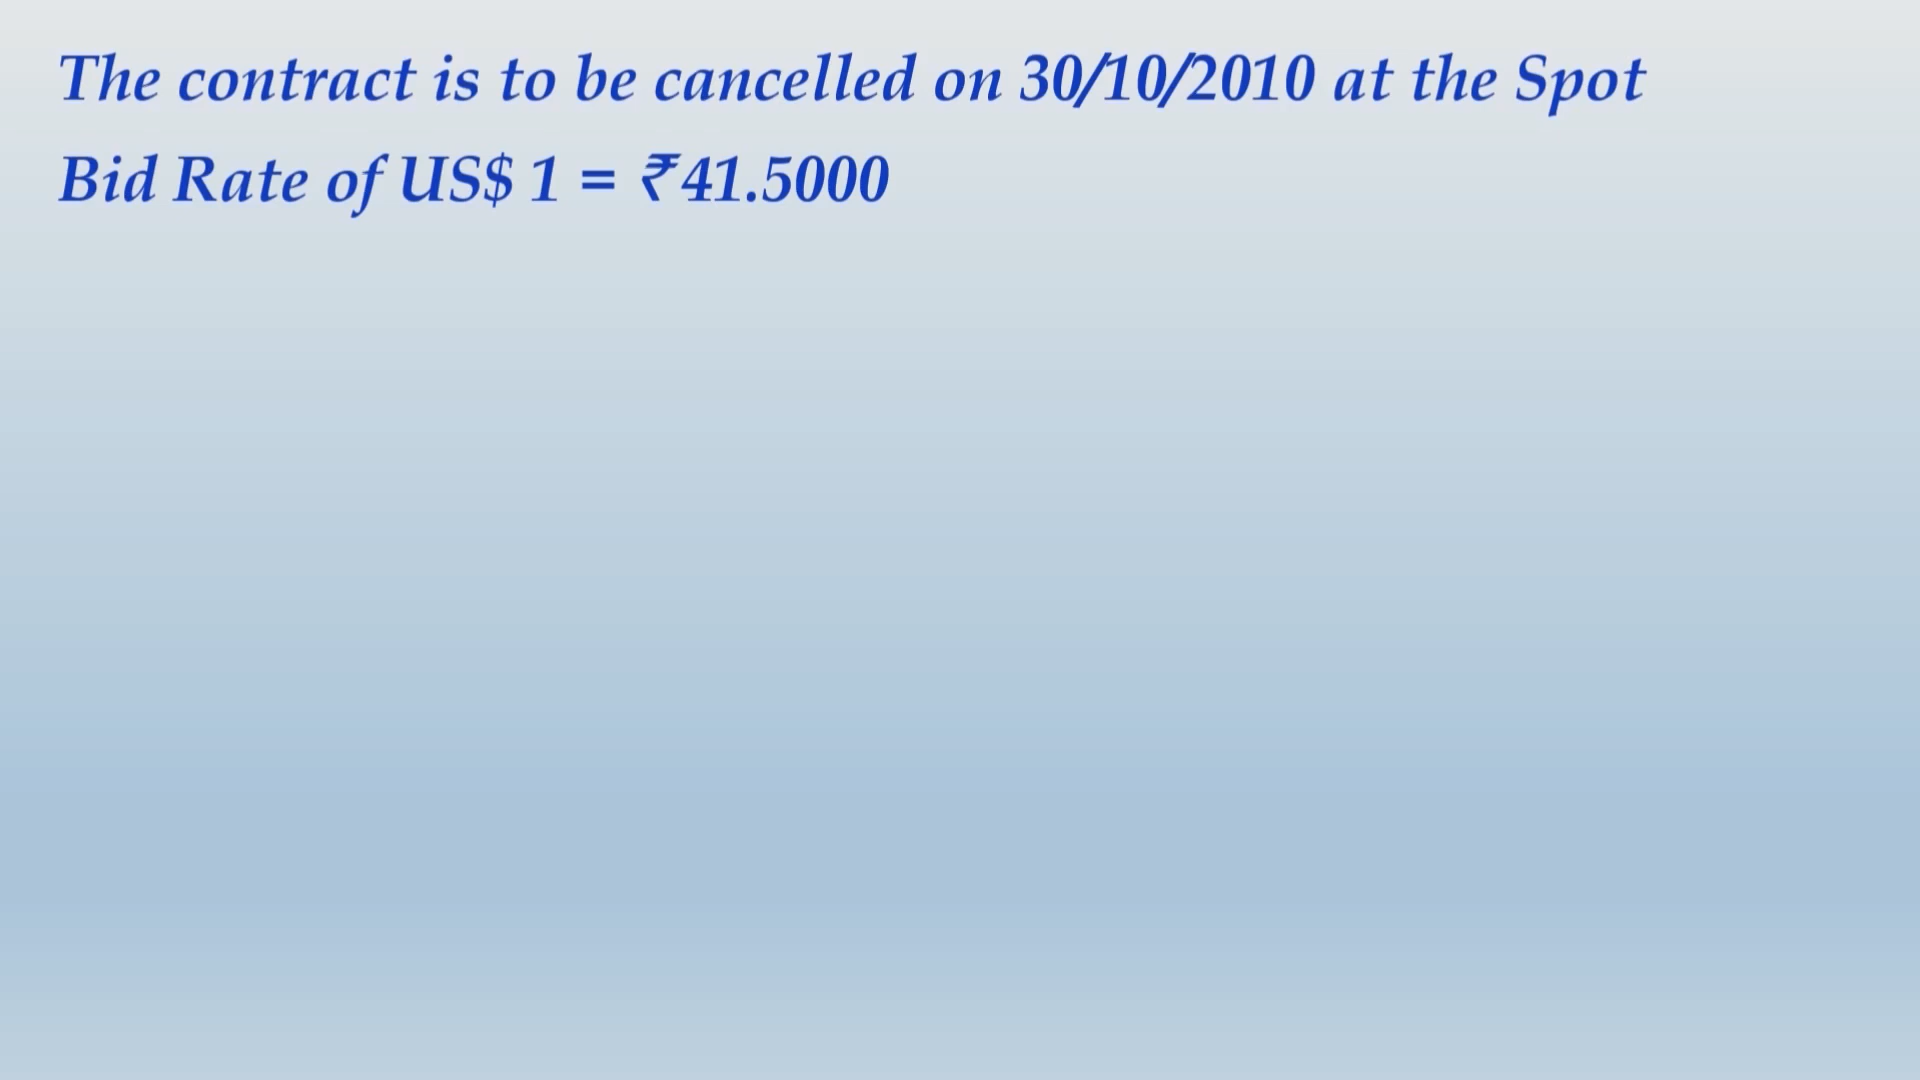 The contract is to be cancelled on 30/10/2010 at the Spot
Bid Rate of US$ 1 = ₹41.5000